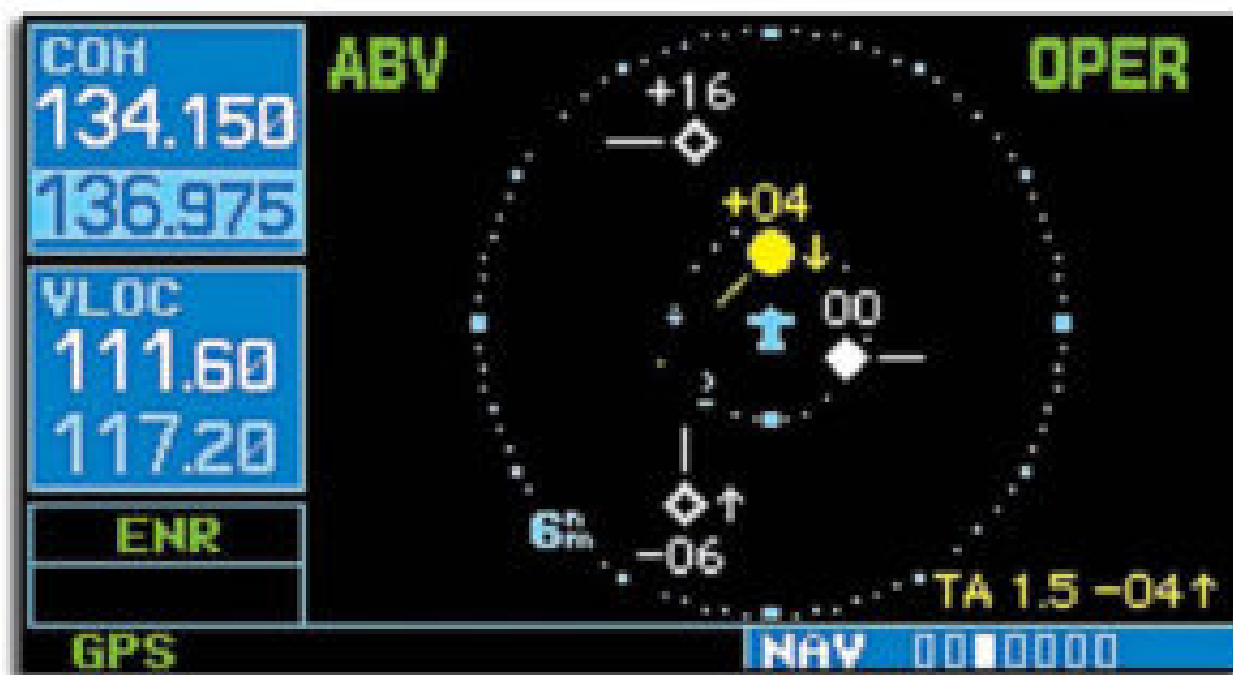 COM
134.150
136.975
VLOC
111.60
117.20
ENR
GPS
ABV
OPER
+16
+04
00
2
6nm
-06
TA 1.5 -04↑
NAV